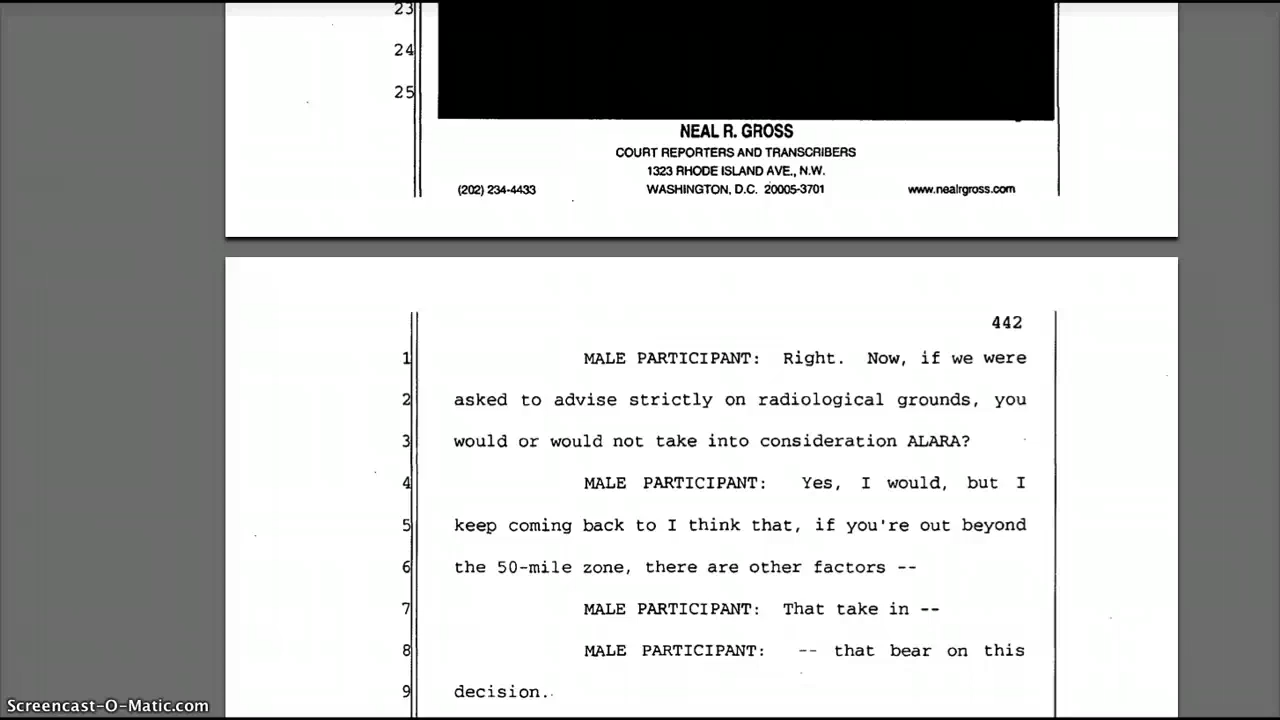 23
24
25
NEAL R. GROSS
COURT REPORTERS AND TRANSCRIBERS
1323 RHODE ISLAND AVE., N.W.
(202) 234-4433 WASHINGTON, D.C. 20005-3701 www.nealrgross.com
442
1 MALE PARTICIPANT: Right. Now, if we were
2 asked to advise strictly on radiological grounds, you
3 would or would not take into consideration ALARA?
4 MALE PARTICIPANT: Yes, I would, but I
5 keep coming back to I think that, if you're out beyond
6 the 50-mile zone, there are other factors --
7 MALE PARTICIPANT: That take in --
8 MALE PARTICIPANT: -- that bear on this
9 decision.
Screencast-O-Matic.com